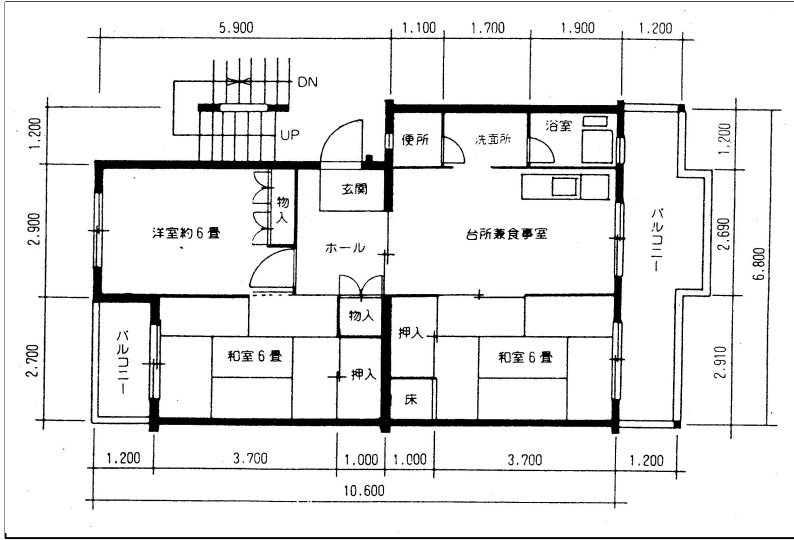 5.900
1.100
1.700
1.900
1.200
DN
UP
1.200
2.900
2.700
便所
洗面所
浴室
玄関
物入
洋室約6畳
ホール
台所兼食事室
バルコニー
1.200
2.690
2.910
6.800
物入
押入
バルコニー
和室6畳
押入
和室6畳
床
1.200
3.700
1.000
1.000
3.700
1.200
10.600